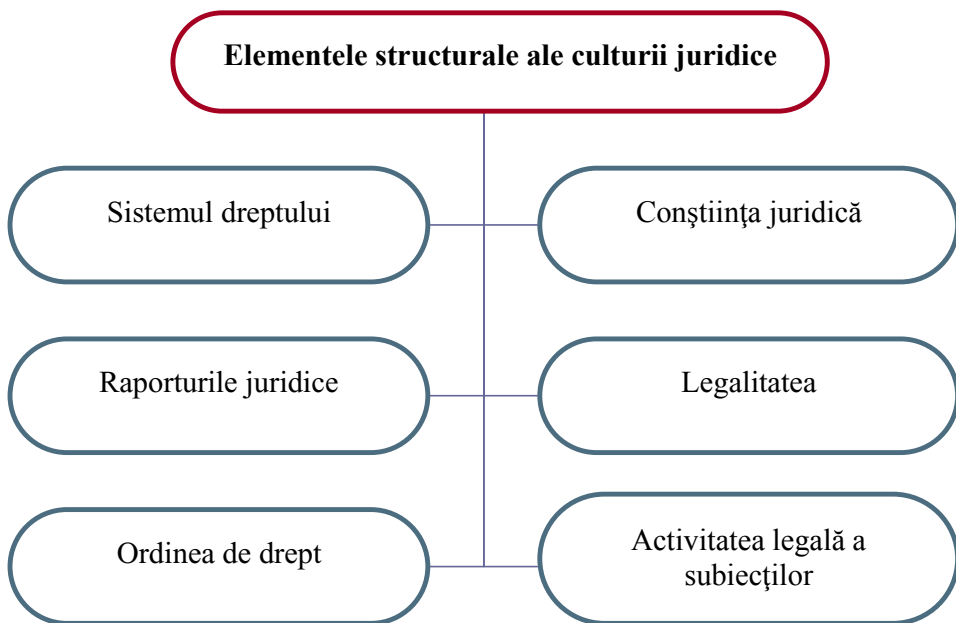 Elementele structurale ale culturii juridice
Sistemul dreptului
Conştiinţa juridică
Raporturile juridice
Legalitatea
Ordinea de drept
Activitatea legală a
subiecţilor